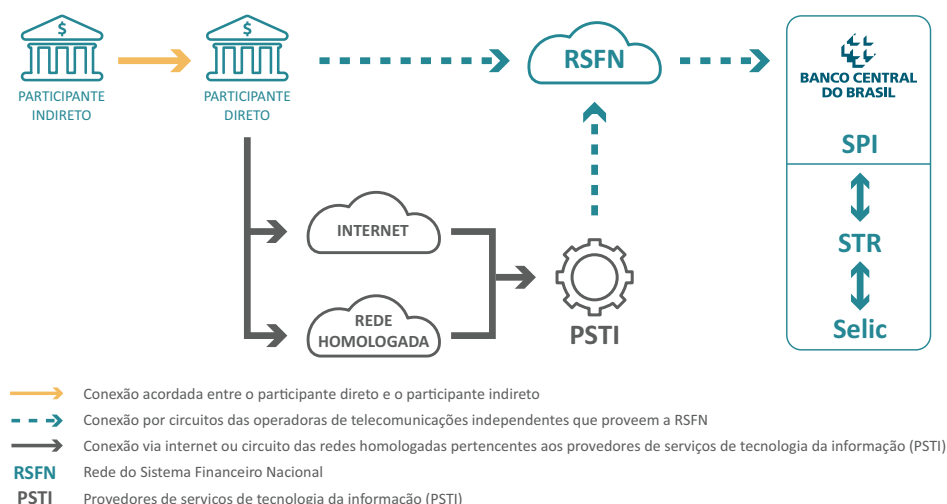 $
$
PARTICIPANTE
INDIRETO
PARTICIPANTE
DIRETO
RSFN
BANCO CENTRAL
DO BRASIL
SPI
STR
Selic
INTERNET
REDE
HOMOLOGADA
PSTI
Conexão acordada entre o participante direto e o participante indireto
Conexão por circuitos das operadoras de telecomunicações independentes que proveem a RSFN
Conexão via internet ou circuito das redes homologadas pertencentes aos provedores de serviços de tecnologia da informação (PSTI)
RSFN Rede do Sistema Financeiro Nacional
PSTI Provedores de serviços de tecnologia da informação (PSTI)